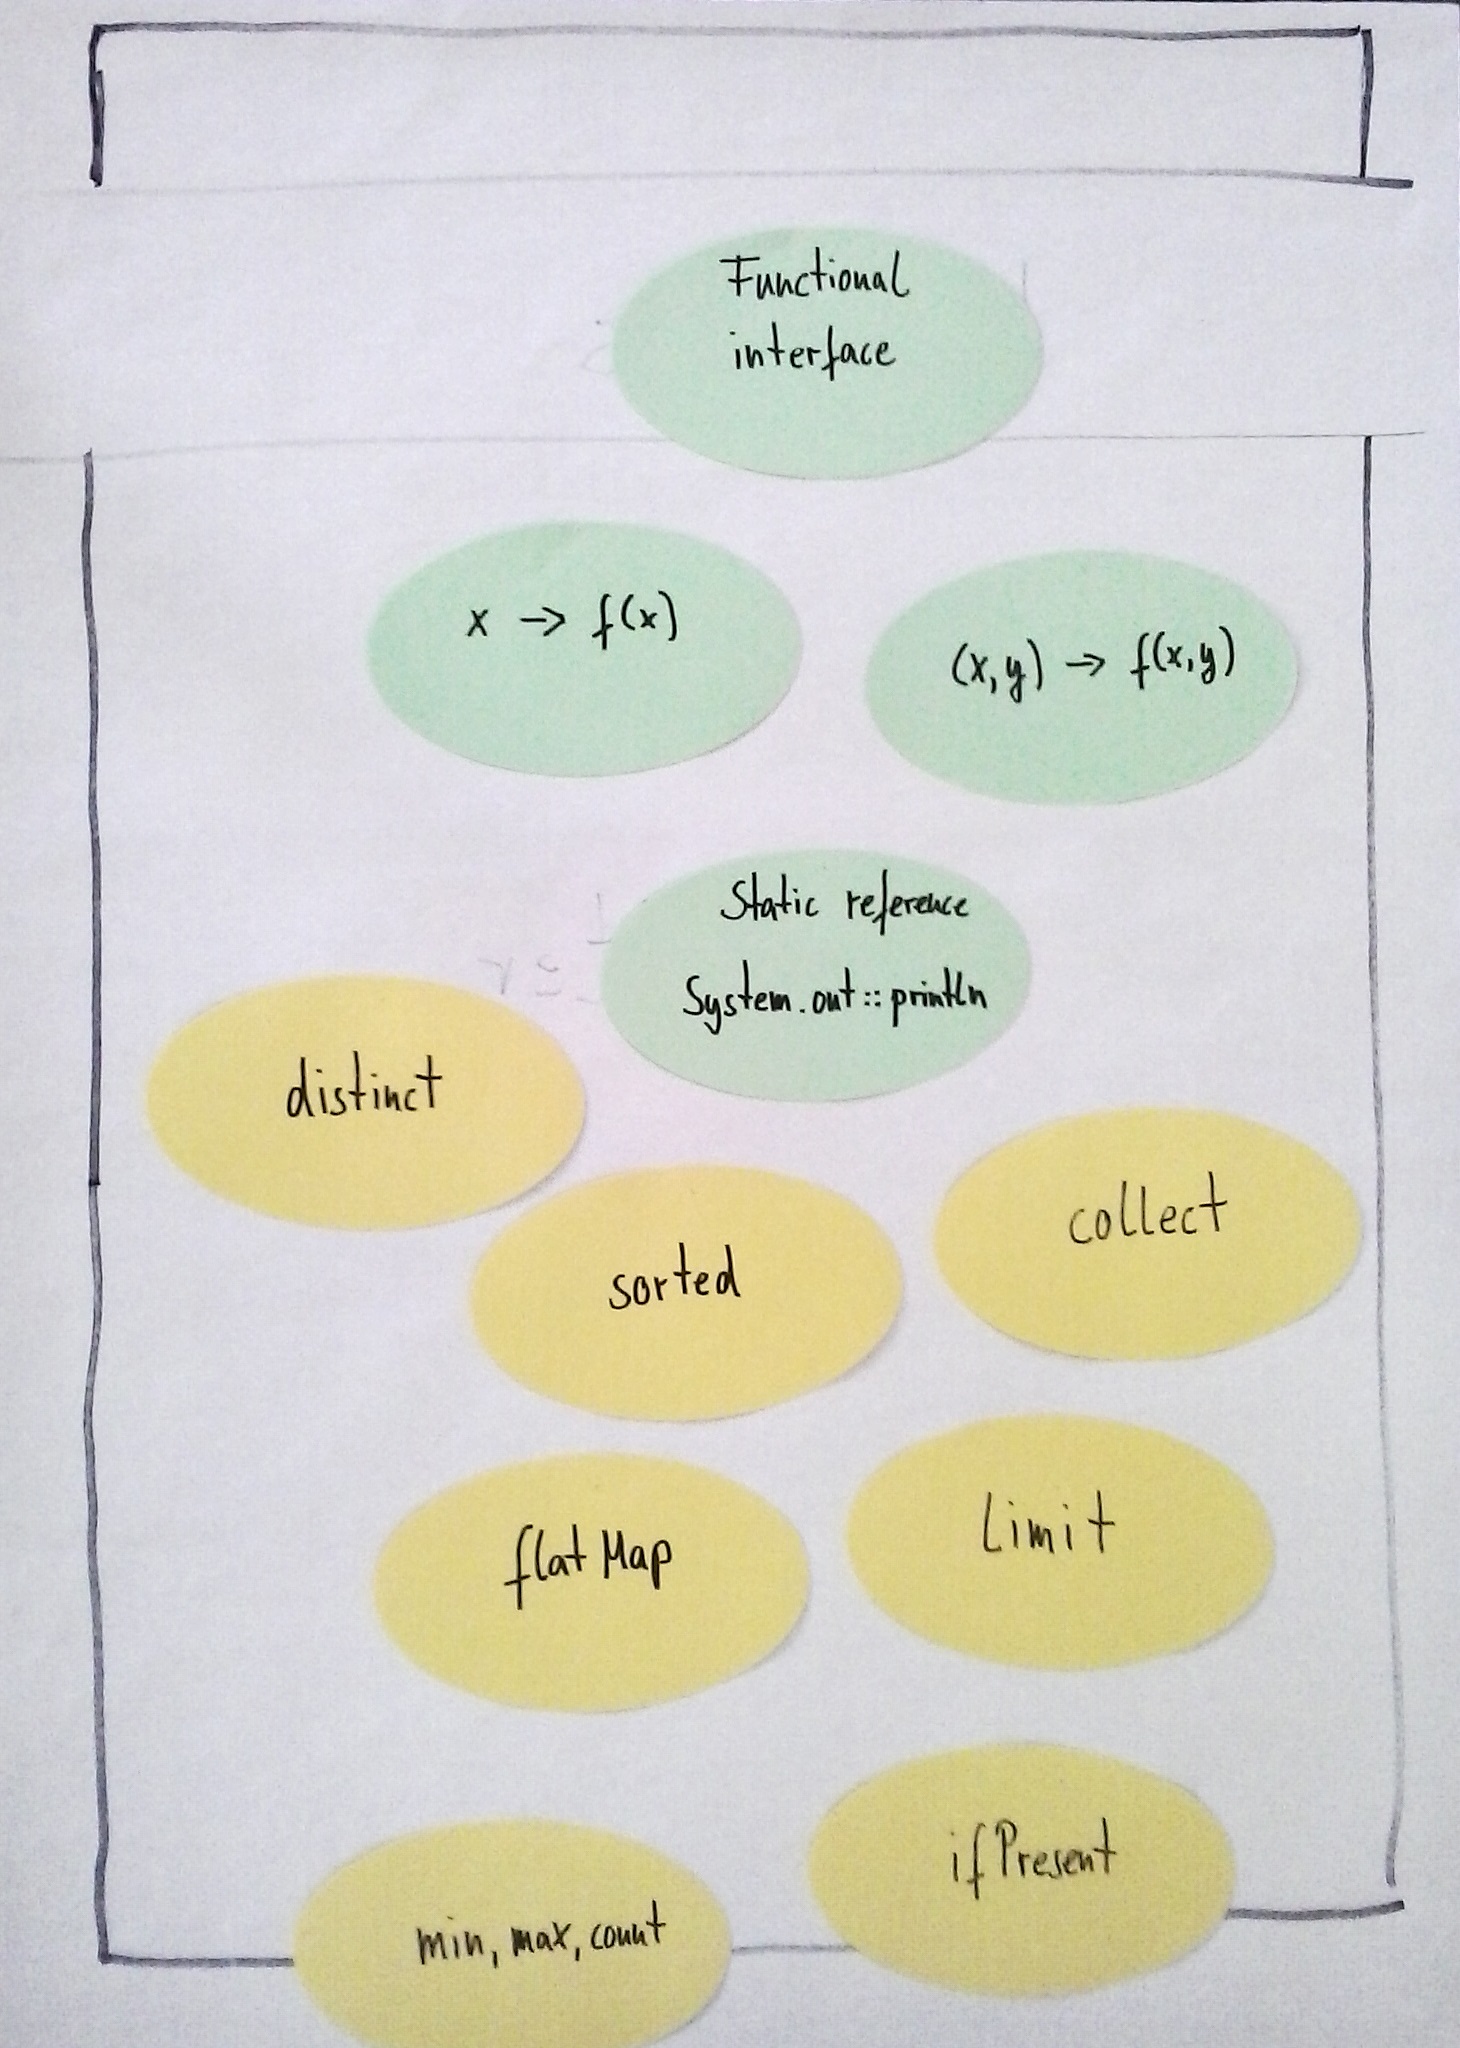 Functional
interface
x -> f(x)
(x,y) -> f(x,y)
Static reference
System.out::println
distinct
collect
sorted
flatMap
Limit
ifPresent
min, max, count